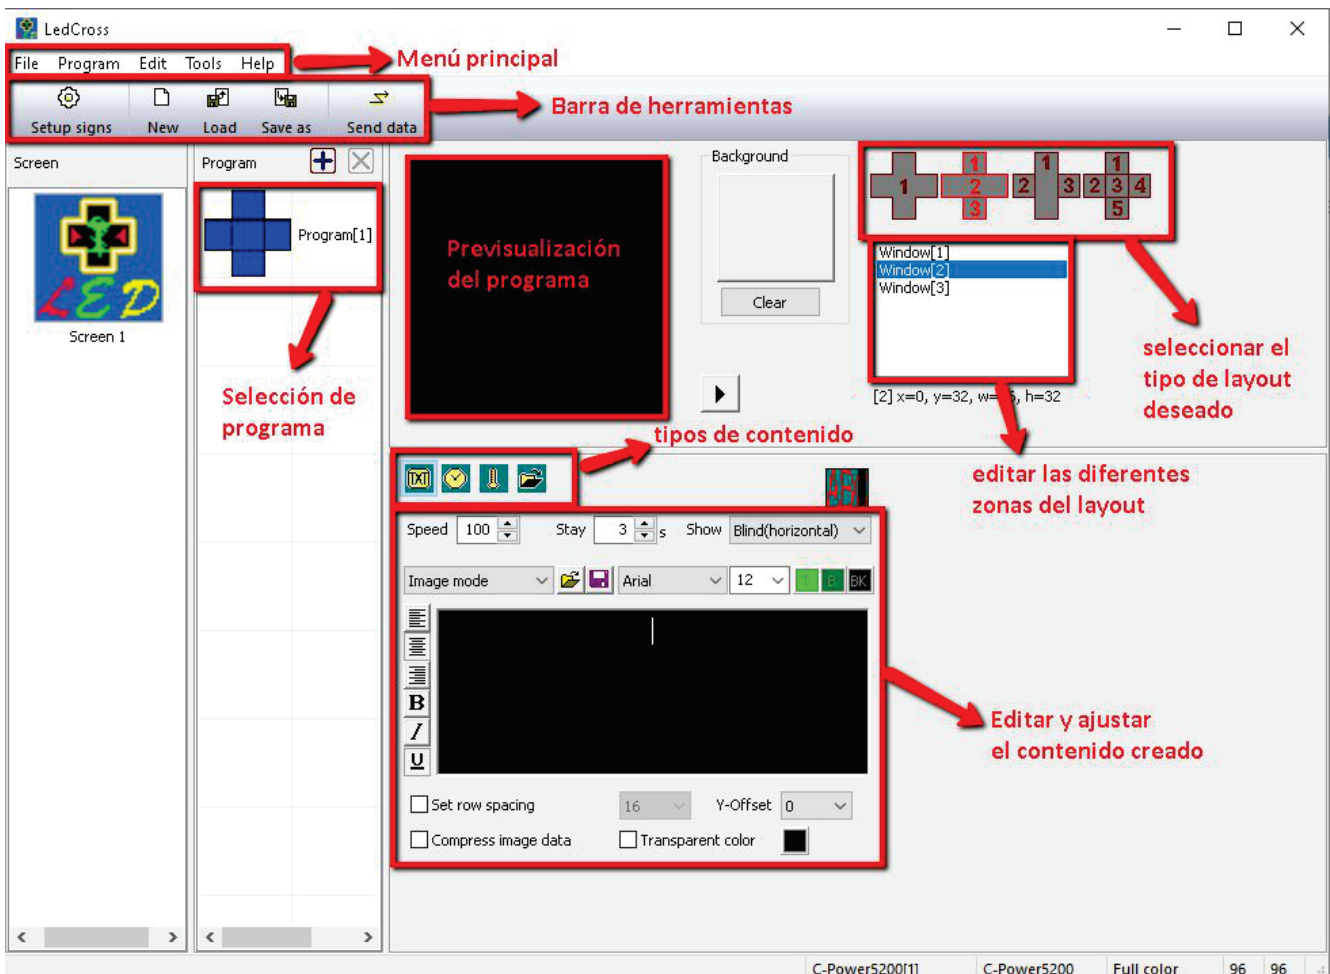 LedCross
File Program Edit Tools Help
Menú principal
Setup signs New Load Save as Send data
Barra de herramientas
Screen
Program
Background
1
1
2
3
1
2 3
1
2 3 4
5
LED
Screen 1
Program[1]
Previsualización
del programa
Clear
Window[1]
Window[2]
Window[3]
seleccionar el
tipo de layout
deseado
Selección de
programa
[2] x=0, y=32, w=96, h=32
tipos de contenido
editar las diferentes
zonas del layout
TXT
Speed 100 Stay 3 s Show Blind(horizontal)
Image mode Arial 12 T B BK
B
I
U
Editar y ajustar
el contenido creado
Set row spacing 16 Y-Offset 0
Compress image data Transparent color
C-Power5200[1] C-Power5200 Full color 96 96